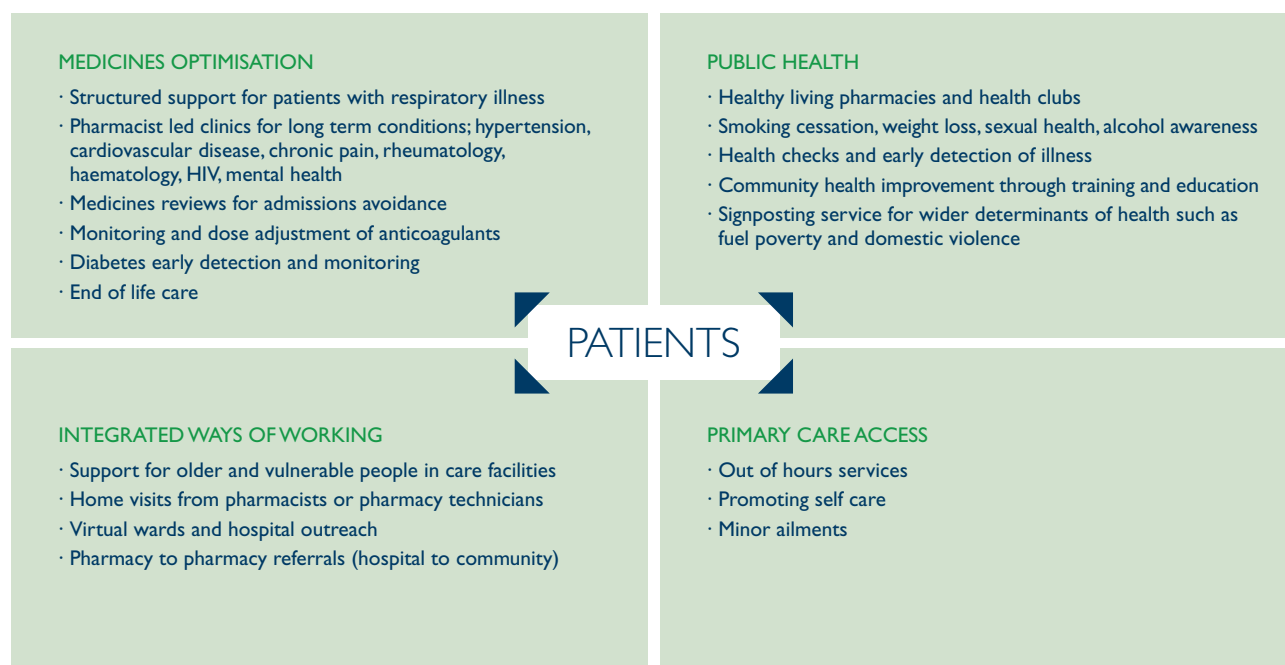 MEDICINES OPTIMISATION
· Structured support for patients with respiratory illness
· Pharmacist led clinics for long term conditions; hypertension,
cardiovascular disease, chronic pain, rheumatology,
haematology, HIV, mental health
· Medicines reviews for admissions avoidance
· Monitoring and dose adjustment of anticoagulants
· Diabetes early detection and monitoring
· End of life care
PUBLIC HEALTH
· Healthy living pharmacies and health clubs
· Smoking cessation, weight loss, sexual health, alcohol awareness
· Health checks and early detection of illness
· Community health improvement through training and education
· Signposting service for wider determinants of health such as
fuel poverty and domestic violence
PATIENTS
INTEGRATED WAYS OF WORKING
· Support for older and vulnerable people in care facilities
· Home visits from pharmacists or pharmacy technicians
· Virtual wards and hospital outreach
· Pharmacy to pharmacy referrals (hospital to community)
PRIMARY CARE ACCESS
· Out of hours services
· Promoting self care
· Minor ailments